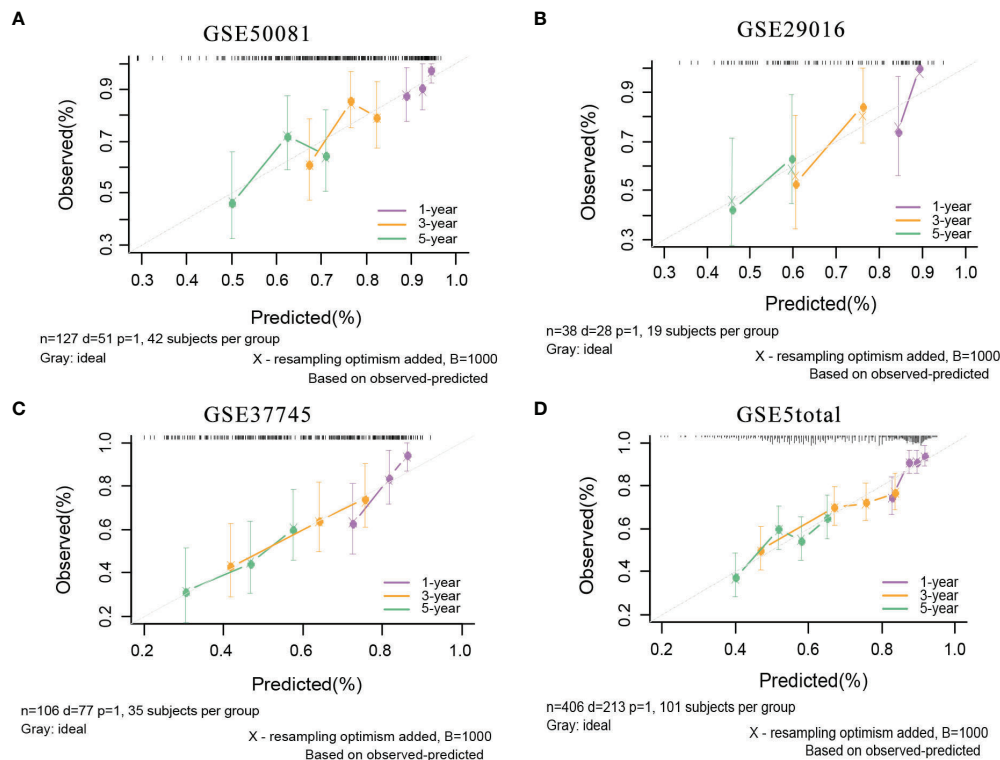 A
GSE50081
Observed(%)
0.9
0.7
0.5
0.3
1-year
3-year
5-year
0.3 0.4 0.5 0.6 0.7 0.8 0.9 1.0
Predicted(%)
n=127 d=51 p=1, 42 subjects per group
Gray: ideal
X - resampling optimism added, B=1000
Based on observed-predicted
B
GSE29016
Observed(%)
0.9
0.7
0.5
0.3
1-year
3-year
5-year
0.3 0.4 0.5 0.6 0.7 0.8 0.9 1.0
Predicted(%)
n=38 d=28 p=1, 19 subjects per group
Gray: ideal
X - resampling optimism added, B=1000
Based on observed-predicted
C
GSE37745
Observed(%)
1.0
0.8
0.6
0.4
0.2
1-year
3-year
5-year
0.2 0.4 0.6 0.8 1.0
Predicted(%)
n=106 d=77 p=1, 35 subjects per group
Gray: ideal
X - resampling optimism added, B=1000
Based on observed-predicted
D
GSE5total
Observed(%)
1.0
0.8
0.6
0.4
0.2
1-year
3-year
5-year
0.2 0.4 0.6 0.8 1.0
Predicted(%)
n=406 d=213 p=1, 101 subjects per group
Gray: ideal
X - resampling optimism added, B=1000
Based on observed-predicted